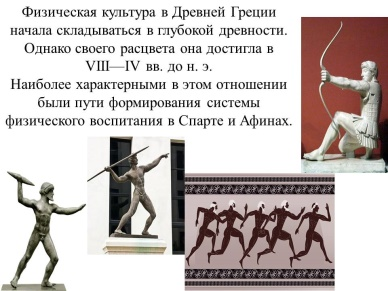 Физическая культура в Древней Греции
начала складываться в глубокой древности.
Однако своего расцвета она достигла в
VIII—IV вв. до н. э.
Наиболее характерными в этом отношении
были пути формирования системы
физического воспитания в Спарте и Афинах.